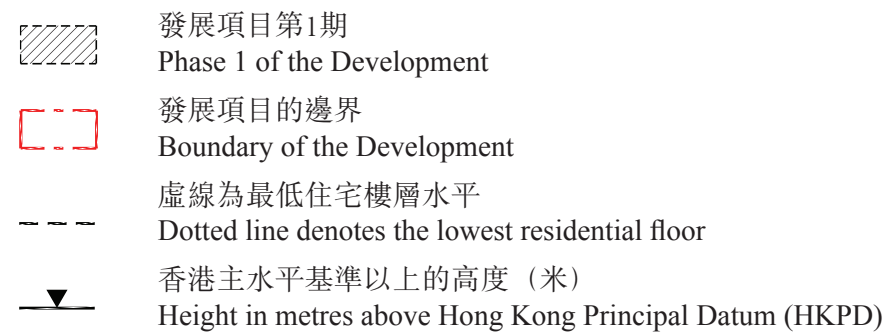 發展項目第1期
Phase 1 of the Development
發展項目的邊界
Boundary of the Development
虛線為最低住宅樓層水平
Dotted line denotes the lowest residential floor
香港主水平基準以上的高度（米）
Height in metres above Hong Kong Principal Datum (HKPD)